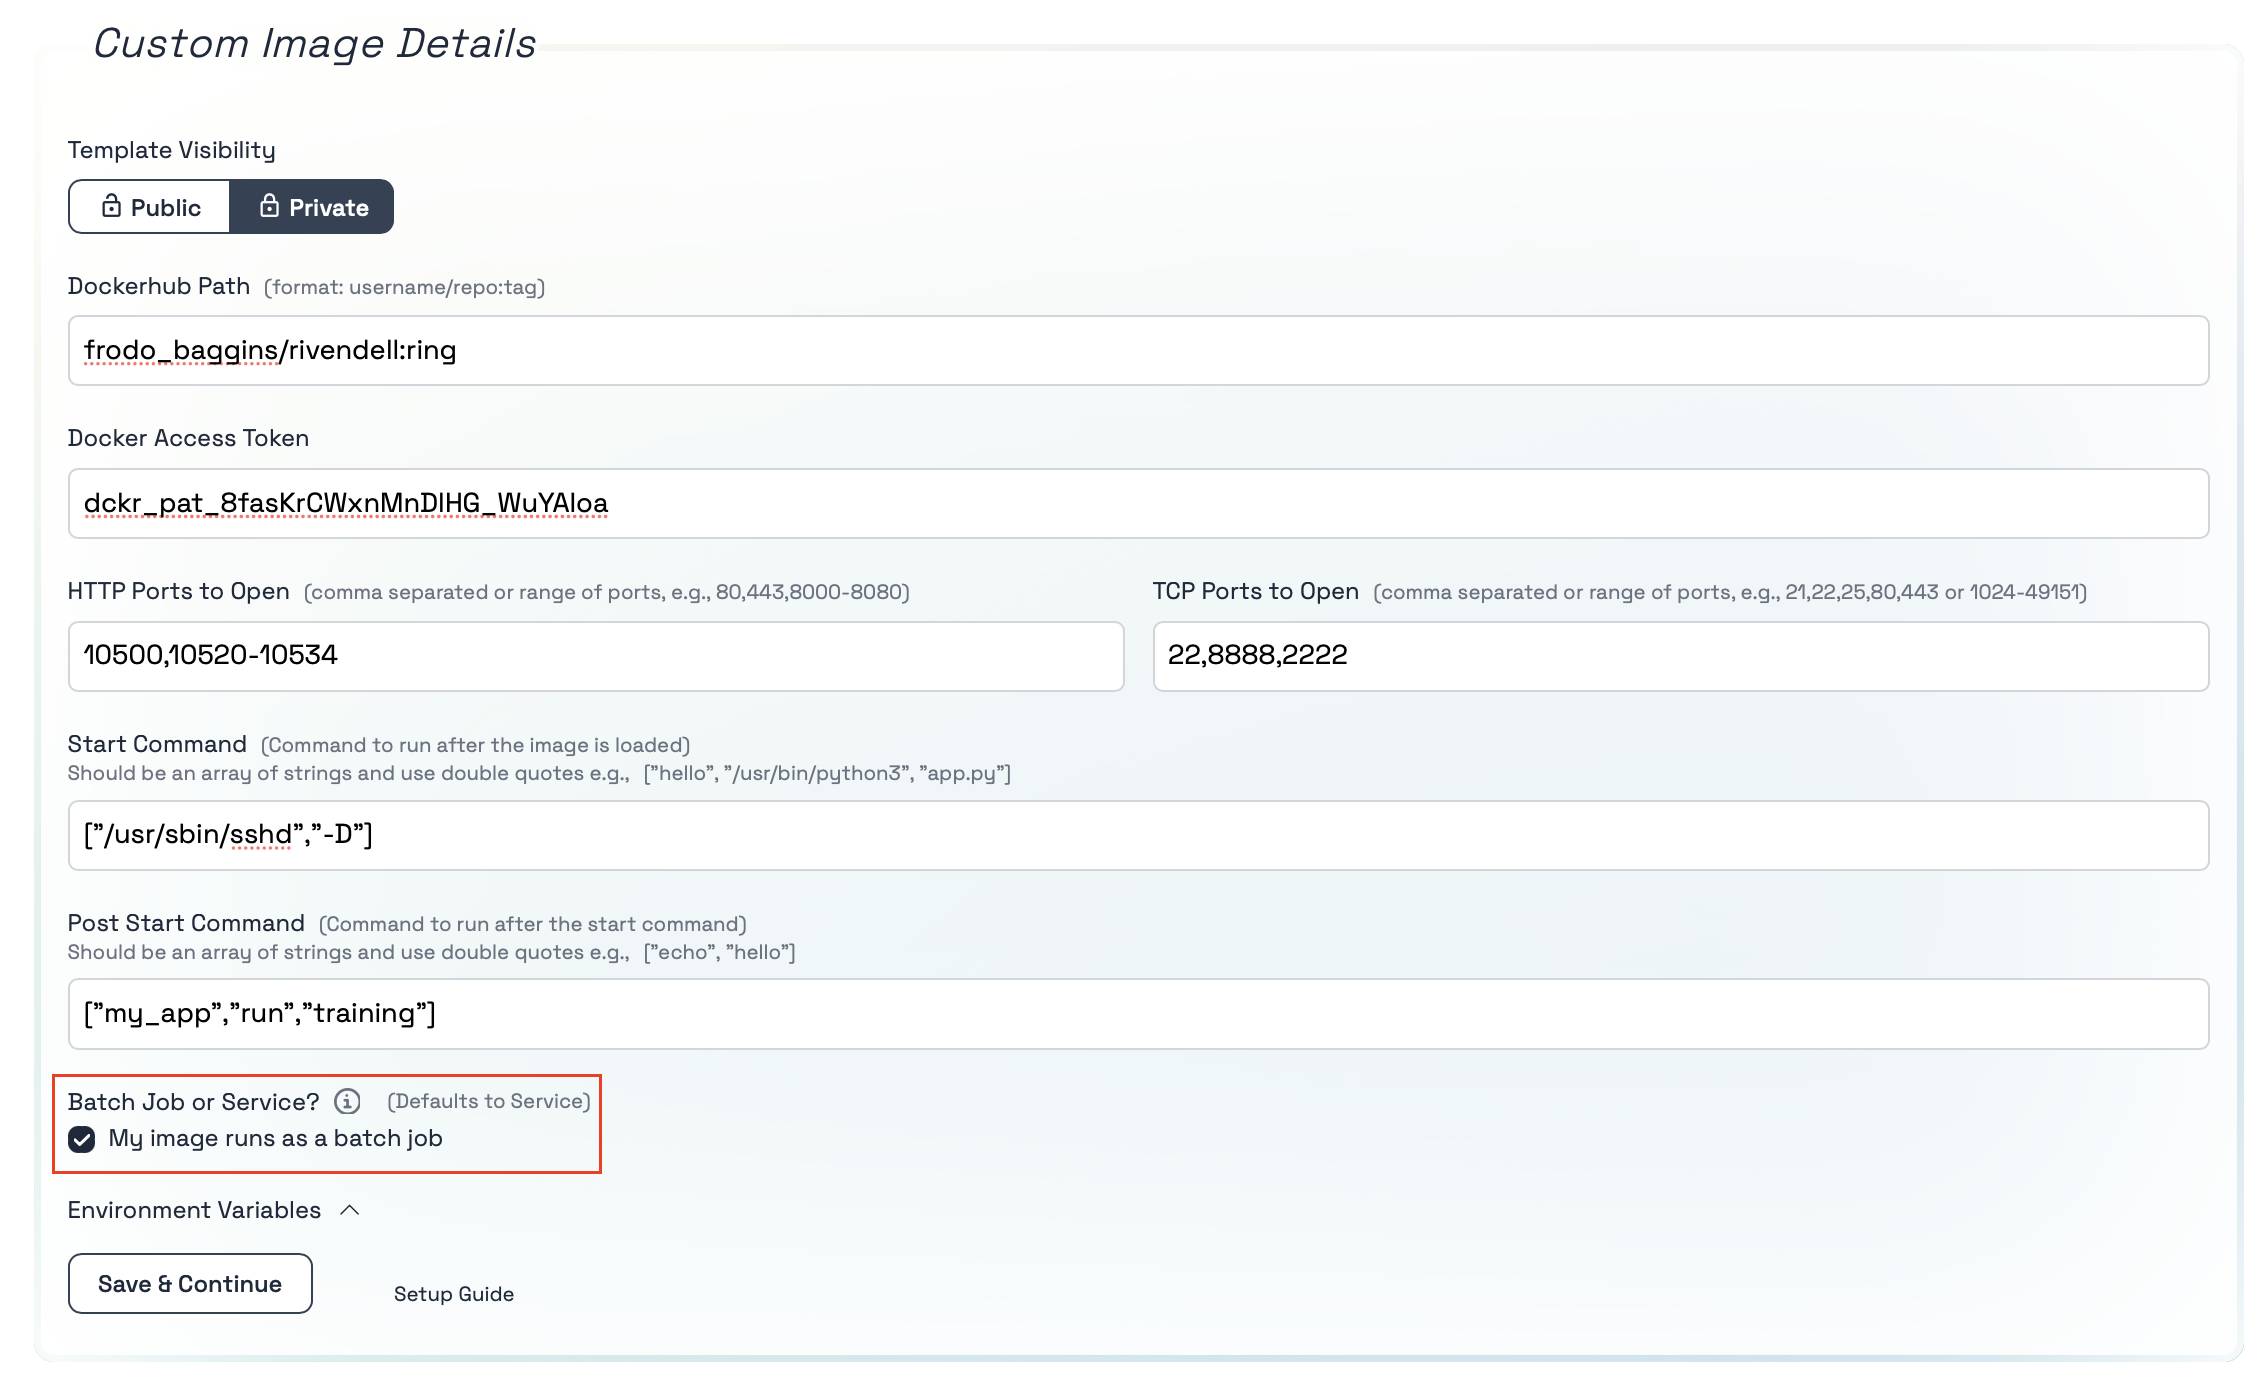 Custom Image Details
Template Visibility
Public Private
Dockerhub Path (format: username/repo:tag)
frodo_baggins/rivendell:ring
Docker Access Token
dckr_pat_8fasKrCWxnMnDlHG_WuYAloa
HTTP Ports to Open (comma separated or range of ports, e.g., 80,443,8000-8080)
TCP Ports to Open (comma separated or range of ports, e.g., 21,22,25,80,443 or 1024-49151)
10500,10520-10534
22,8888,2222
Start Command (Command to run after the image is loaded)
Should be an array of strings and use double quotes e.g., ["hello", "/usr/bin/python3", "app.py"]
["/usr/sbin/sshd","-D"]
Post Start Command (Command to run after the start command)
Should be an array of strings and use double quotes e.g., ["echo", "hello"]
["my_app","run","training"]
Batch Job or Service? (Defaults to Service)
My image runs as a batch job
Environment Variables
Save & Continue
Setup Guide